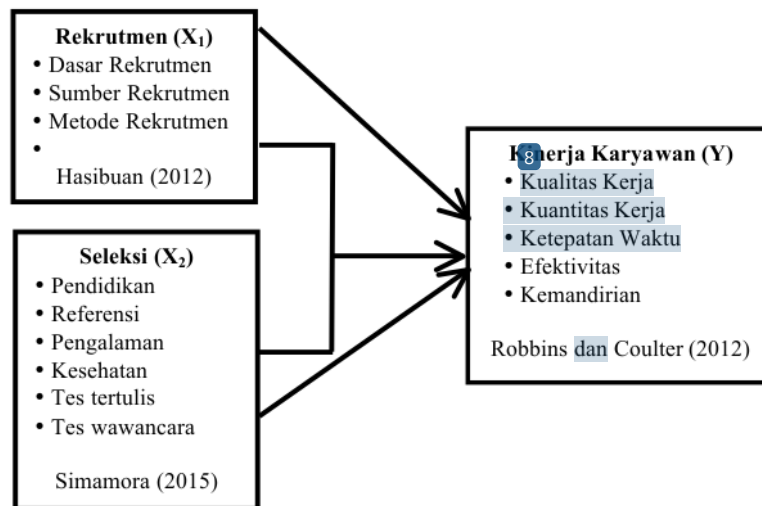 Rekrutmen (X₁)
• Dasar Rekrutmen
• Sumber Rekrutmen
• Metode Rekrutmen
•
Hasibuan (2012)
Seleksi (X₂)
• Pendidikan
• Referensi
• Pengalaman
• Kesehatan
• Tes tertulis
• Tes wawancara
Simamora (2015)
8
Kinerja Karyawan (Y)
• Kualitas Kerja
• Kuantitas Kerja
• Ketepatan Waktu
• Efektivitas
• Kemandirian
Robbins dan Coulter (2012)